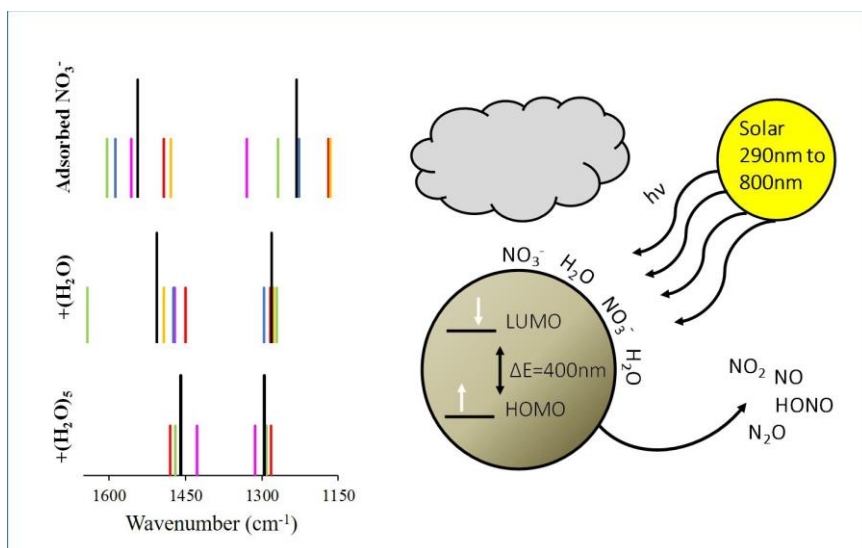 Adsorbed NO₃⁻
+(H₂O)
+(H₂O)₅
1600 1450 1300 1150
Wavenumber (cm⁻¹)
Solar
290nm to
800nm
hν
NO₃⁻
H₂O
NO₃⁻
H₂O
LUMO
ΔE=400nm
HOMO
NO₂
NO
HONO
N₂O